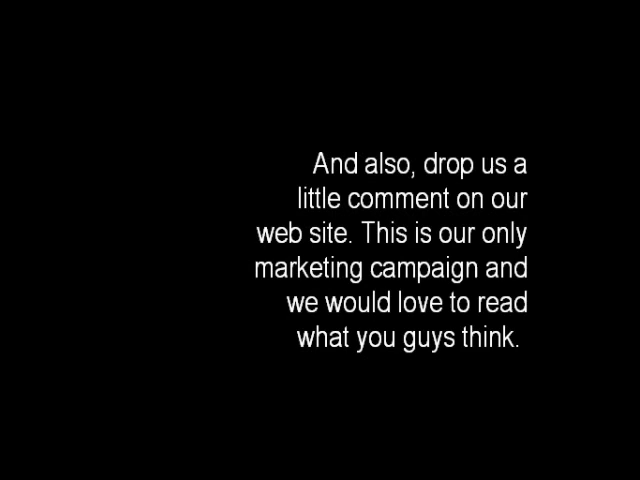 And also, drop us a
little comment on our
web site. This is our only
marketing campaign and
we would love to read
what you guys think.